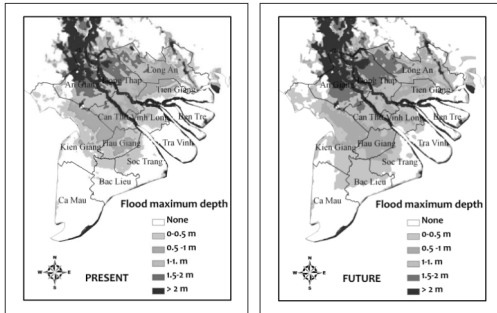 Long An
Dong Thap
An Giang
Tien Giang
Ben Tre
Can Tho
Vinh Long
Tra Vinh
Kien Giang
Hau Giang
Soc Trang
Bac Lieu
Ca Mau
Flood maximum depth
None
0-0.5 m
0.5 -1 m
1-1. m
1.5-2 m
> 2 m
N
W E
S
PRESENT
Long An
Dong Thap
An Giang
Tien Giang
Ben Tre
Can Tho
Vinh Long
Tra Vinh
Kien Giang
Hau Giang
Soc Trang
Bac Lieu
Ca Mau
Flood maximum depth
None
0-0.5 m
0.5 -1 m
1-1. m
1.5-2 m
> 2 m
N
W E
S
FUTURE